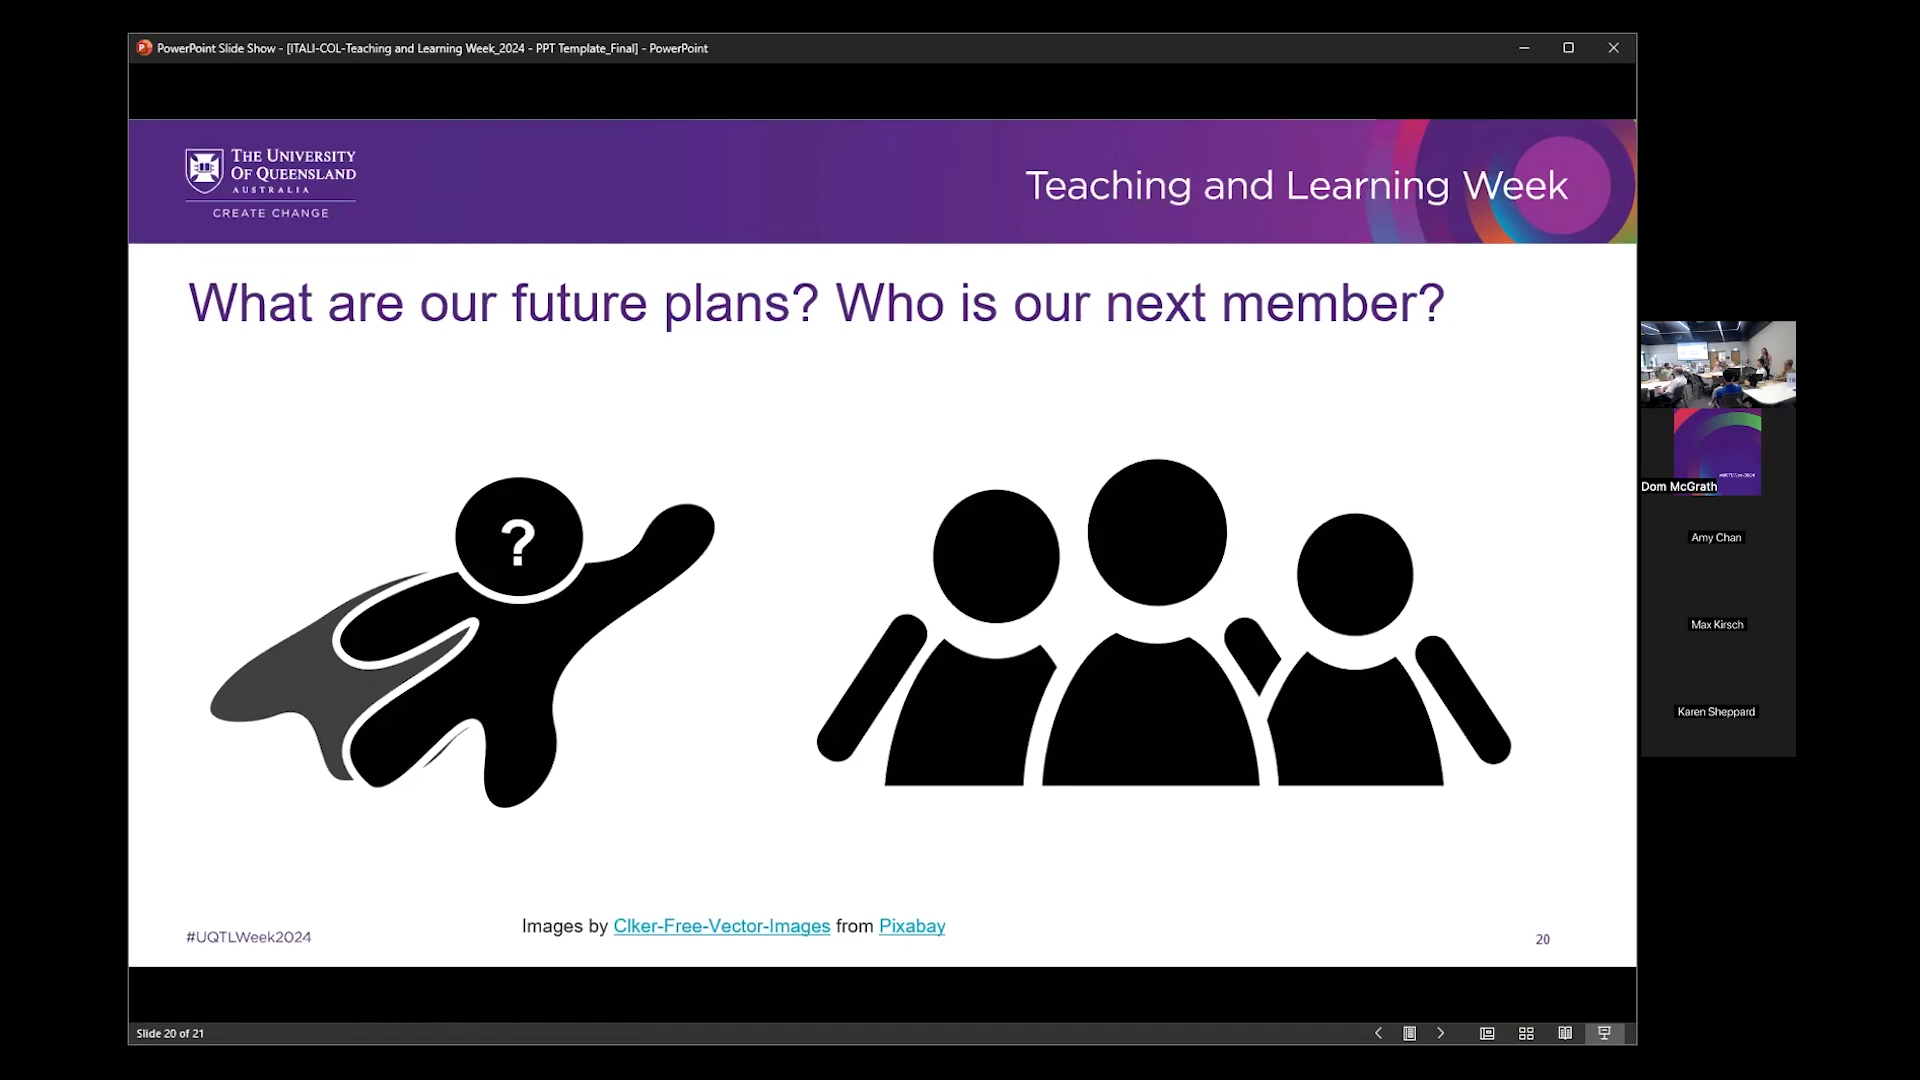 PowerPoint Slide Show - [ITALI-COL-Teaching and Learning Week_2024 - PPT Template_Final] - PowerPoint
THE UNIVERSITY
OF QUEENSLAND
AUSTRALIA
CREATE CHANGE
Teaching and Learning Week
What are our future plans? Who is our next member?
?
Images by Clker-Free-Vector-Images from Pixabay
#UQTLWeek2024
20
Slide 20 of 21
Dom McGrath
Amy Chan
Max Kirsch
Karen Sheppard